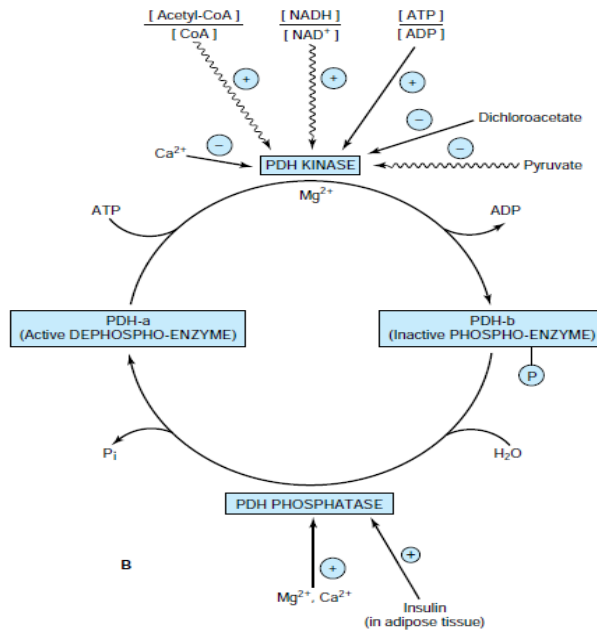 [ Acetyl-CoA ]
[ CoA ]
[ NADH ]
[ NAD⁺ ]
[ ATP ]
[ ADP ]
+
+
+
−
Dichloroacetate
−
Ca²⁺
−
PDH KINASE
Pyruvate
Mg²⁺
ATP
ADP
PDH-a
(Active DEPHOSPHO-ENZYME)
PDH-b
(Inactive PHOSPHO-ENZYME)
P
Pi
H₂O
PDH PHOSPHATASE
B
+
+
Mg²⁺, Ca²⁺
Insulin
(in adipose tissue)